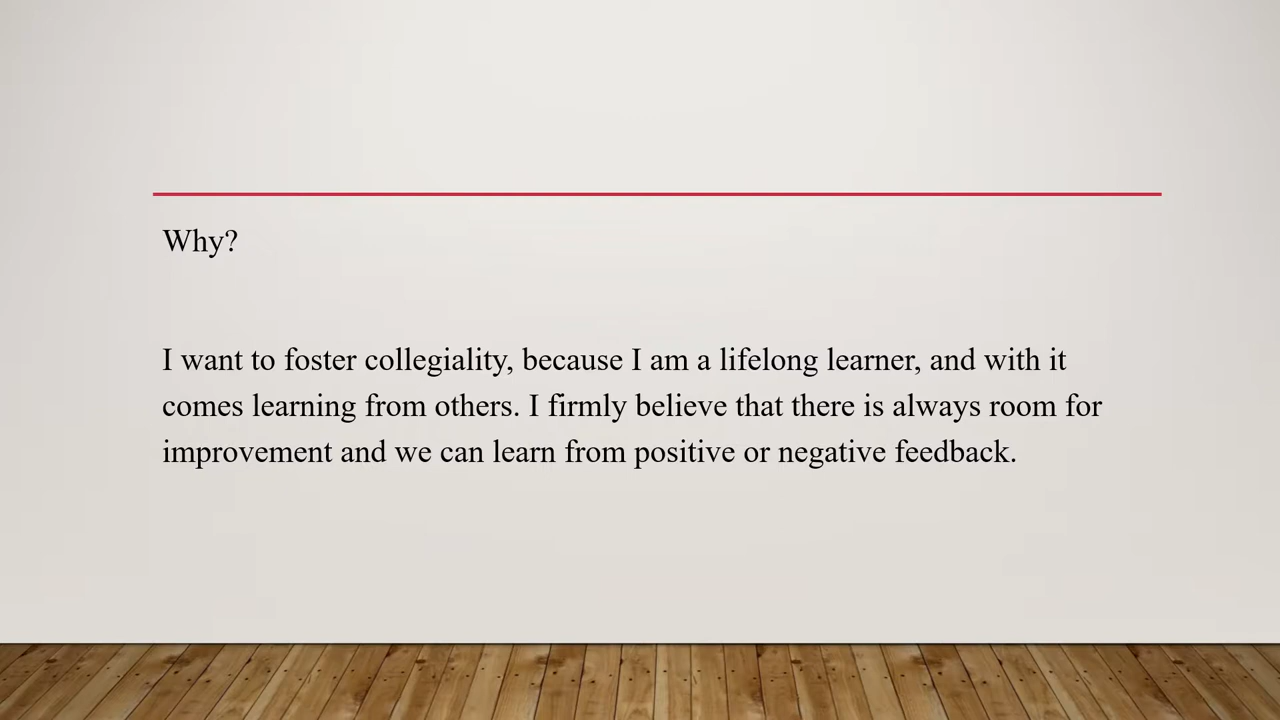 Why?
I want to foster collegiality, because I am a lifelong learner, and with it
comes learning from others. I firmly believe that there is always room for
improvement and we can learn from positive or negative feedback.